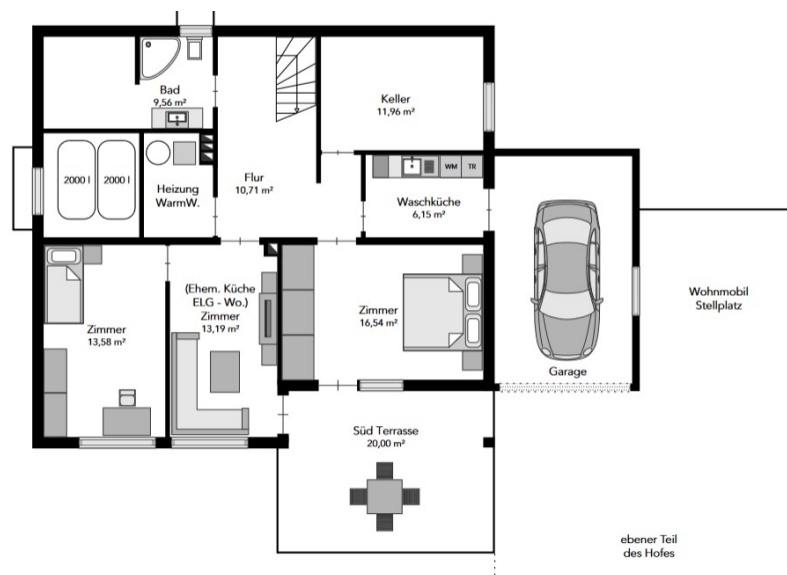 Bad
9,56 m²
Keller
11,96 m²
2000 l
2000 l
Heizung
WarmW.
Flur
10,71 m²
WM
TR
Waschküche
6,15 m²
(Ehem. Küche
ELG - Wo.)
Zimmer
13,19 m²
Zimmer
13,58 m²
Zimmer
16,54 m²
Wohnmobil
Stellplatz
Garage
Süd Terrasse
20,00 m²
ebener Teil
des Hofes